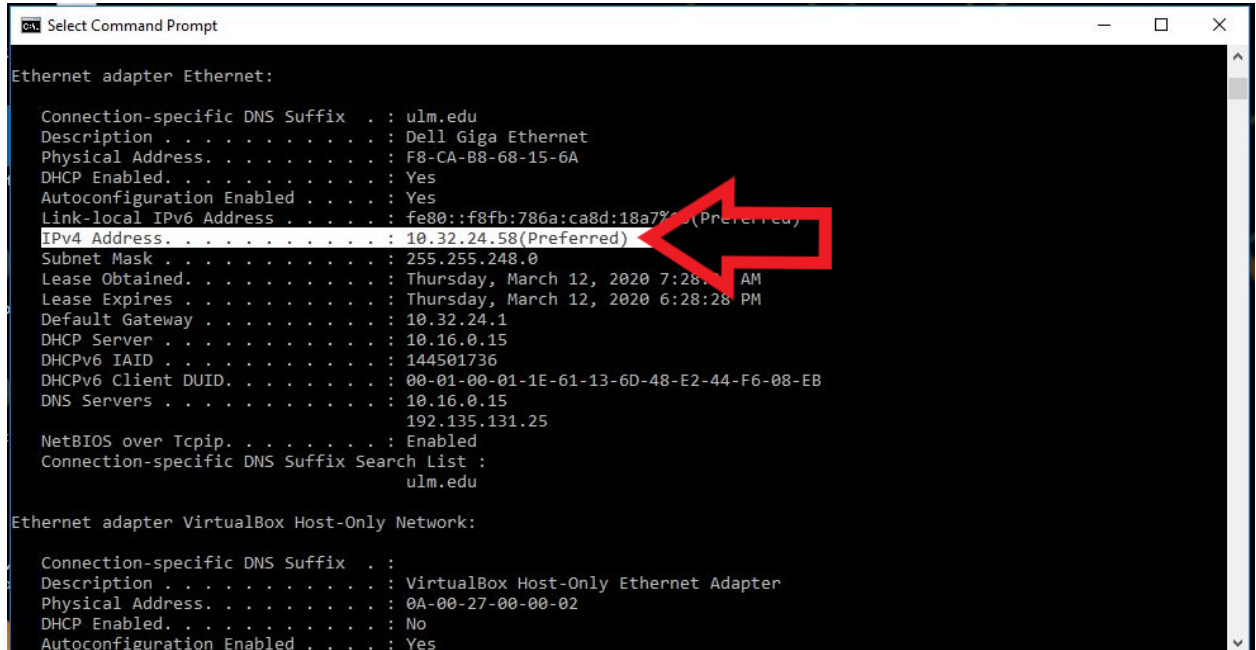 Select Command Prompt
Ethernet adapter Ethernet:
Connection-specific DNS Suffix . : ulm.edu
Description . . . . . . . . . . . : Dell Giga Ethernet
Physical Address. . . . . . . . . : F8-CA-B8-68-15-6A
DHCP Enabled. . . . . . . . . . . : Yes
Autoconfiguration Enabled . . . . : Yes
Link-local IPv6 Address . . . . . : fe80::f8fb:786a:ca8d:18a7% (Preferred)
IPv4 Address. . . . . . . . . . . : 10.32.24.58(Preferred)
Subnet Mask . . . . . . . . . . . : 255.255.248.0
Lease Obtained. . . . . . . . . . : Thursday, March 12, 2020 7:28: AM
Lease Expires . . . . . . . . . . : Thursday, March 12, 2020 6:28:28 PM
Default Gateway . . . . . . . . . : 10.32.24.1
DHCP Server . . . . . . . . . . . : 10.16.0.15
DHCPv6 IAID . . . . . . . . . . . : 144501736
DHCPv6 Client DUID. . . . . . . . : 00-01-00-01-1E-61-13-6D-48-E2-44-F6-08-EB
DNS Servers . . . . . . . . . . . : 10.16.0.15
192.135.131.25
NetBIOS over Tcpip. . . . . . . . : Enabled
Connection-specific DNS Suffix Search List :
ulm.edu
Ethernet adapter VirtualBox Host-Only Network:
Connection-specific DNS Suffix . :
Description . . . . . . . . . . . : VirtualBox Host-Only Ethernet Adapter
Physical Address. . . . . . . . . : 0A-00-27-00-00-02
DHCP Enabled. . . . . . . . . . . : No
Autoconfiguration Enabled . . . . : Yes